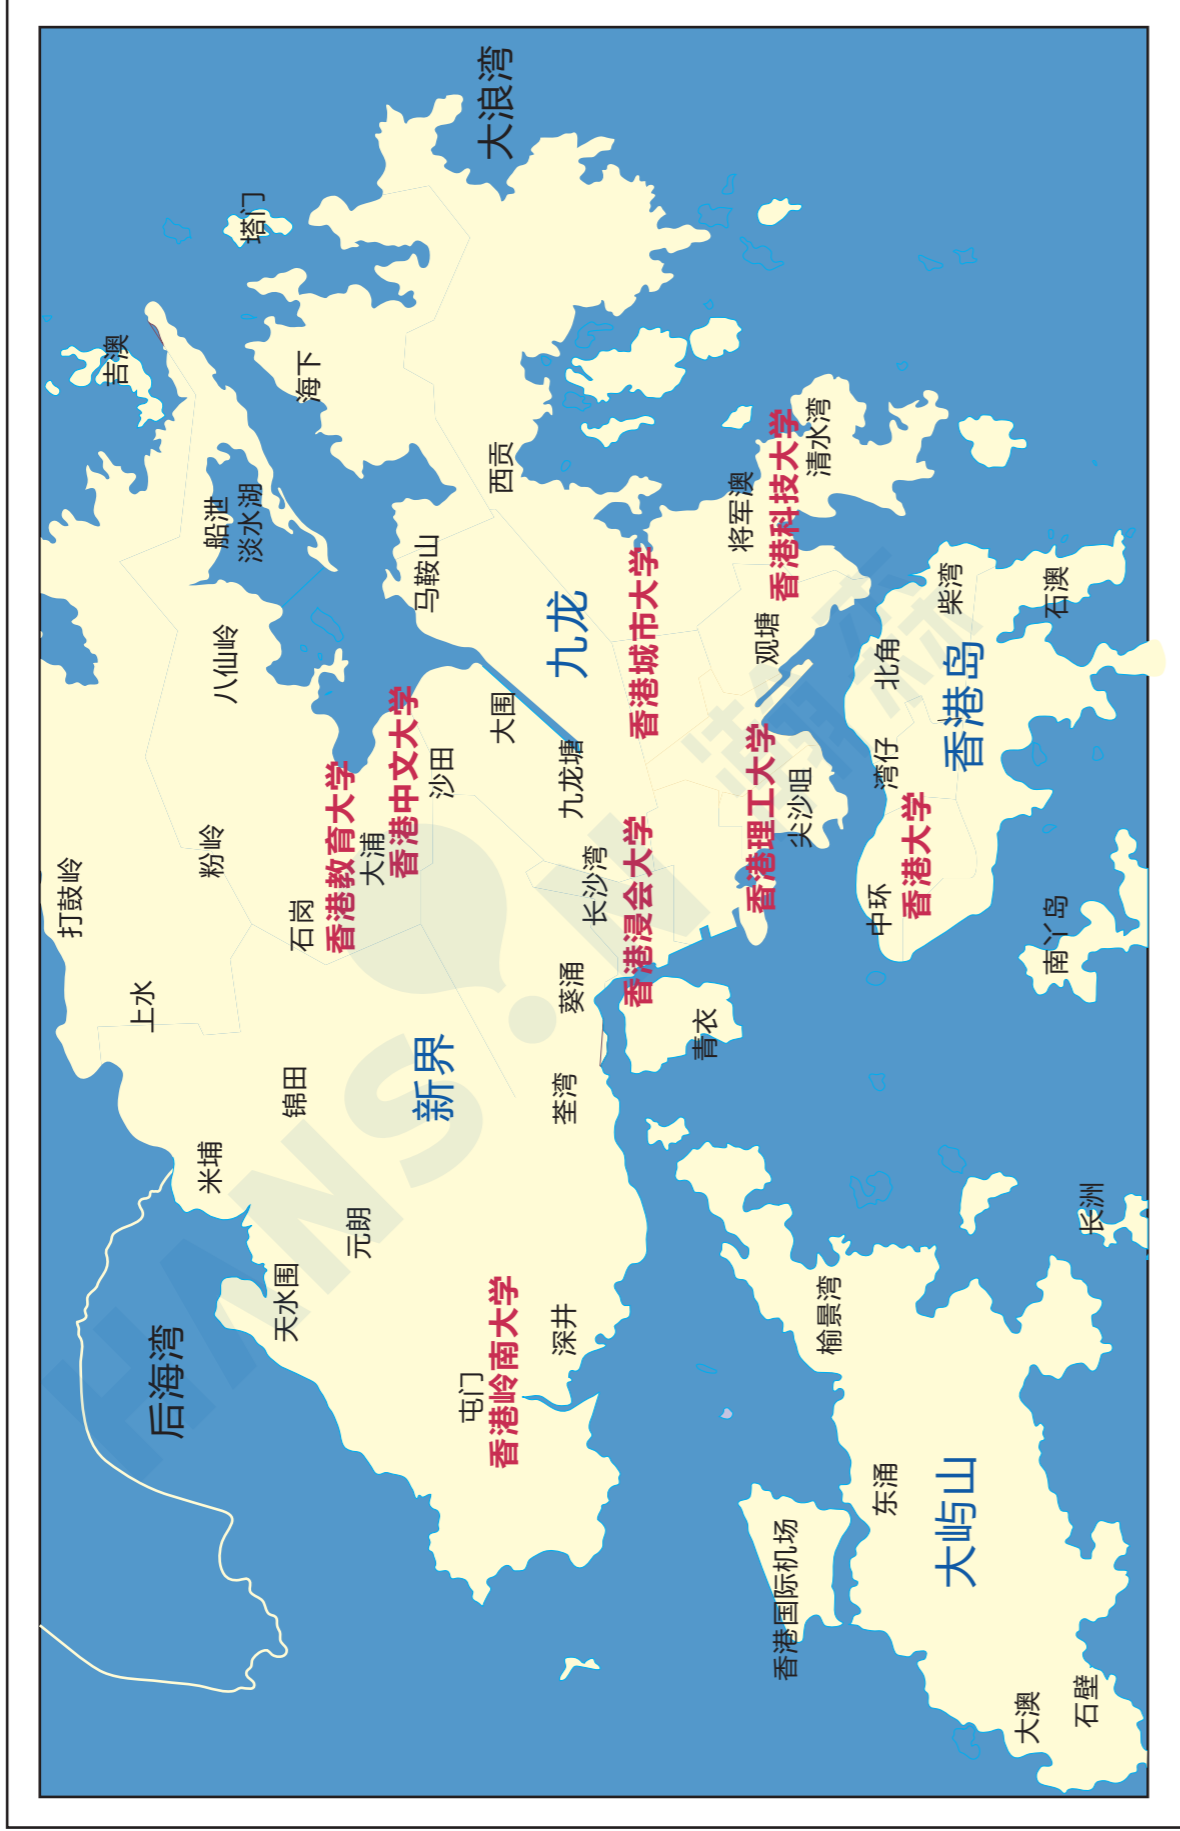 打鼓岭
吉澳
上水
后海湾
米埔
粉岭
船泄
淡水湖
八仙岭
塔门
天水围
锦田
石岗
海下
香港教育大学
元朗
大浦
香港中文大学
马鞍山
新界
沙田
屯门
香港岭南大学
大围
西贡
大浪湾
深井
荃湾
葵涌
九龙塘
九龙
长沙湾
香港浸会大学
香港城市大学
青衣
将军澳
香港理工大学
观塘
香港科技大学
香港国际机场
尖沙咀
清水湾
愉景湾
中环
湾仔
北角
东涌
香港大学
柴湾
大屿山
香港岛
大澳
南丫岛
石澳
石壁
长洲
HANS